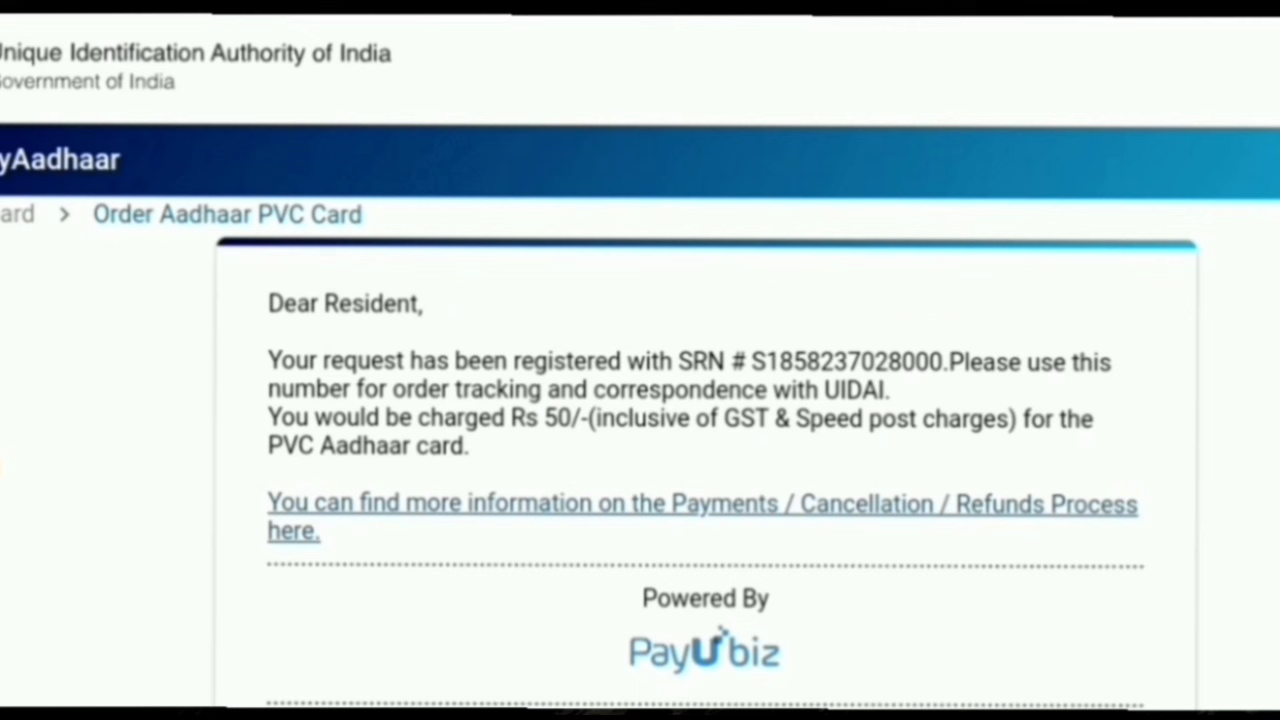 Unique Identification Authority of India
Government of India
yAadhaar
ard > Order Aadhaar PVC Card
Dear Resident,
Your request has been registered with SRN # S1858237028000.Please use this
number for order tracking and correspondence with UIDAI.
You would be charged Rs 50/-(inclusive of GST & Speed post charges) for the
PVC Aadhaar card.
You can find more information on the Payments / Cancellation / Refunds Process
here.
Powered By
PayUbiz